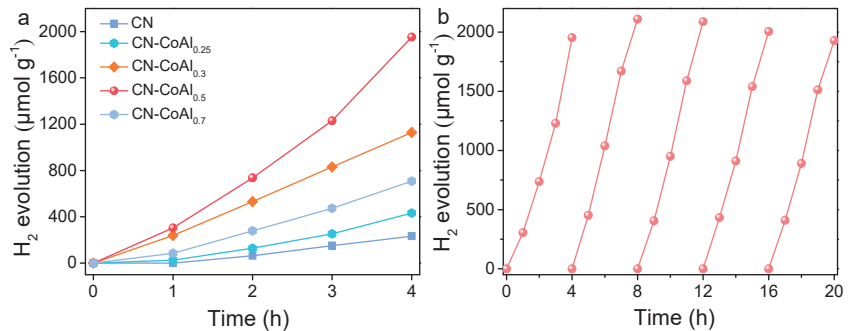 a
H₂ evolution (μmol g⁻¹)
2000
1600
1200
800
400
0
CN
CN-CoAl₀.₂₅
CN-CoAl₀.₃
CN-CoAl₀.₅
CN-CoAl₀.₇
0 1 2 3 4
Time (h)
b
H₂ evolution (μmol g⁻¹)
2000
1500
1000
500
0
0 4 8 12 16 20
Time (h)